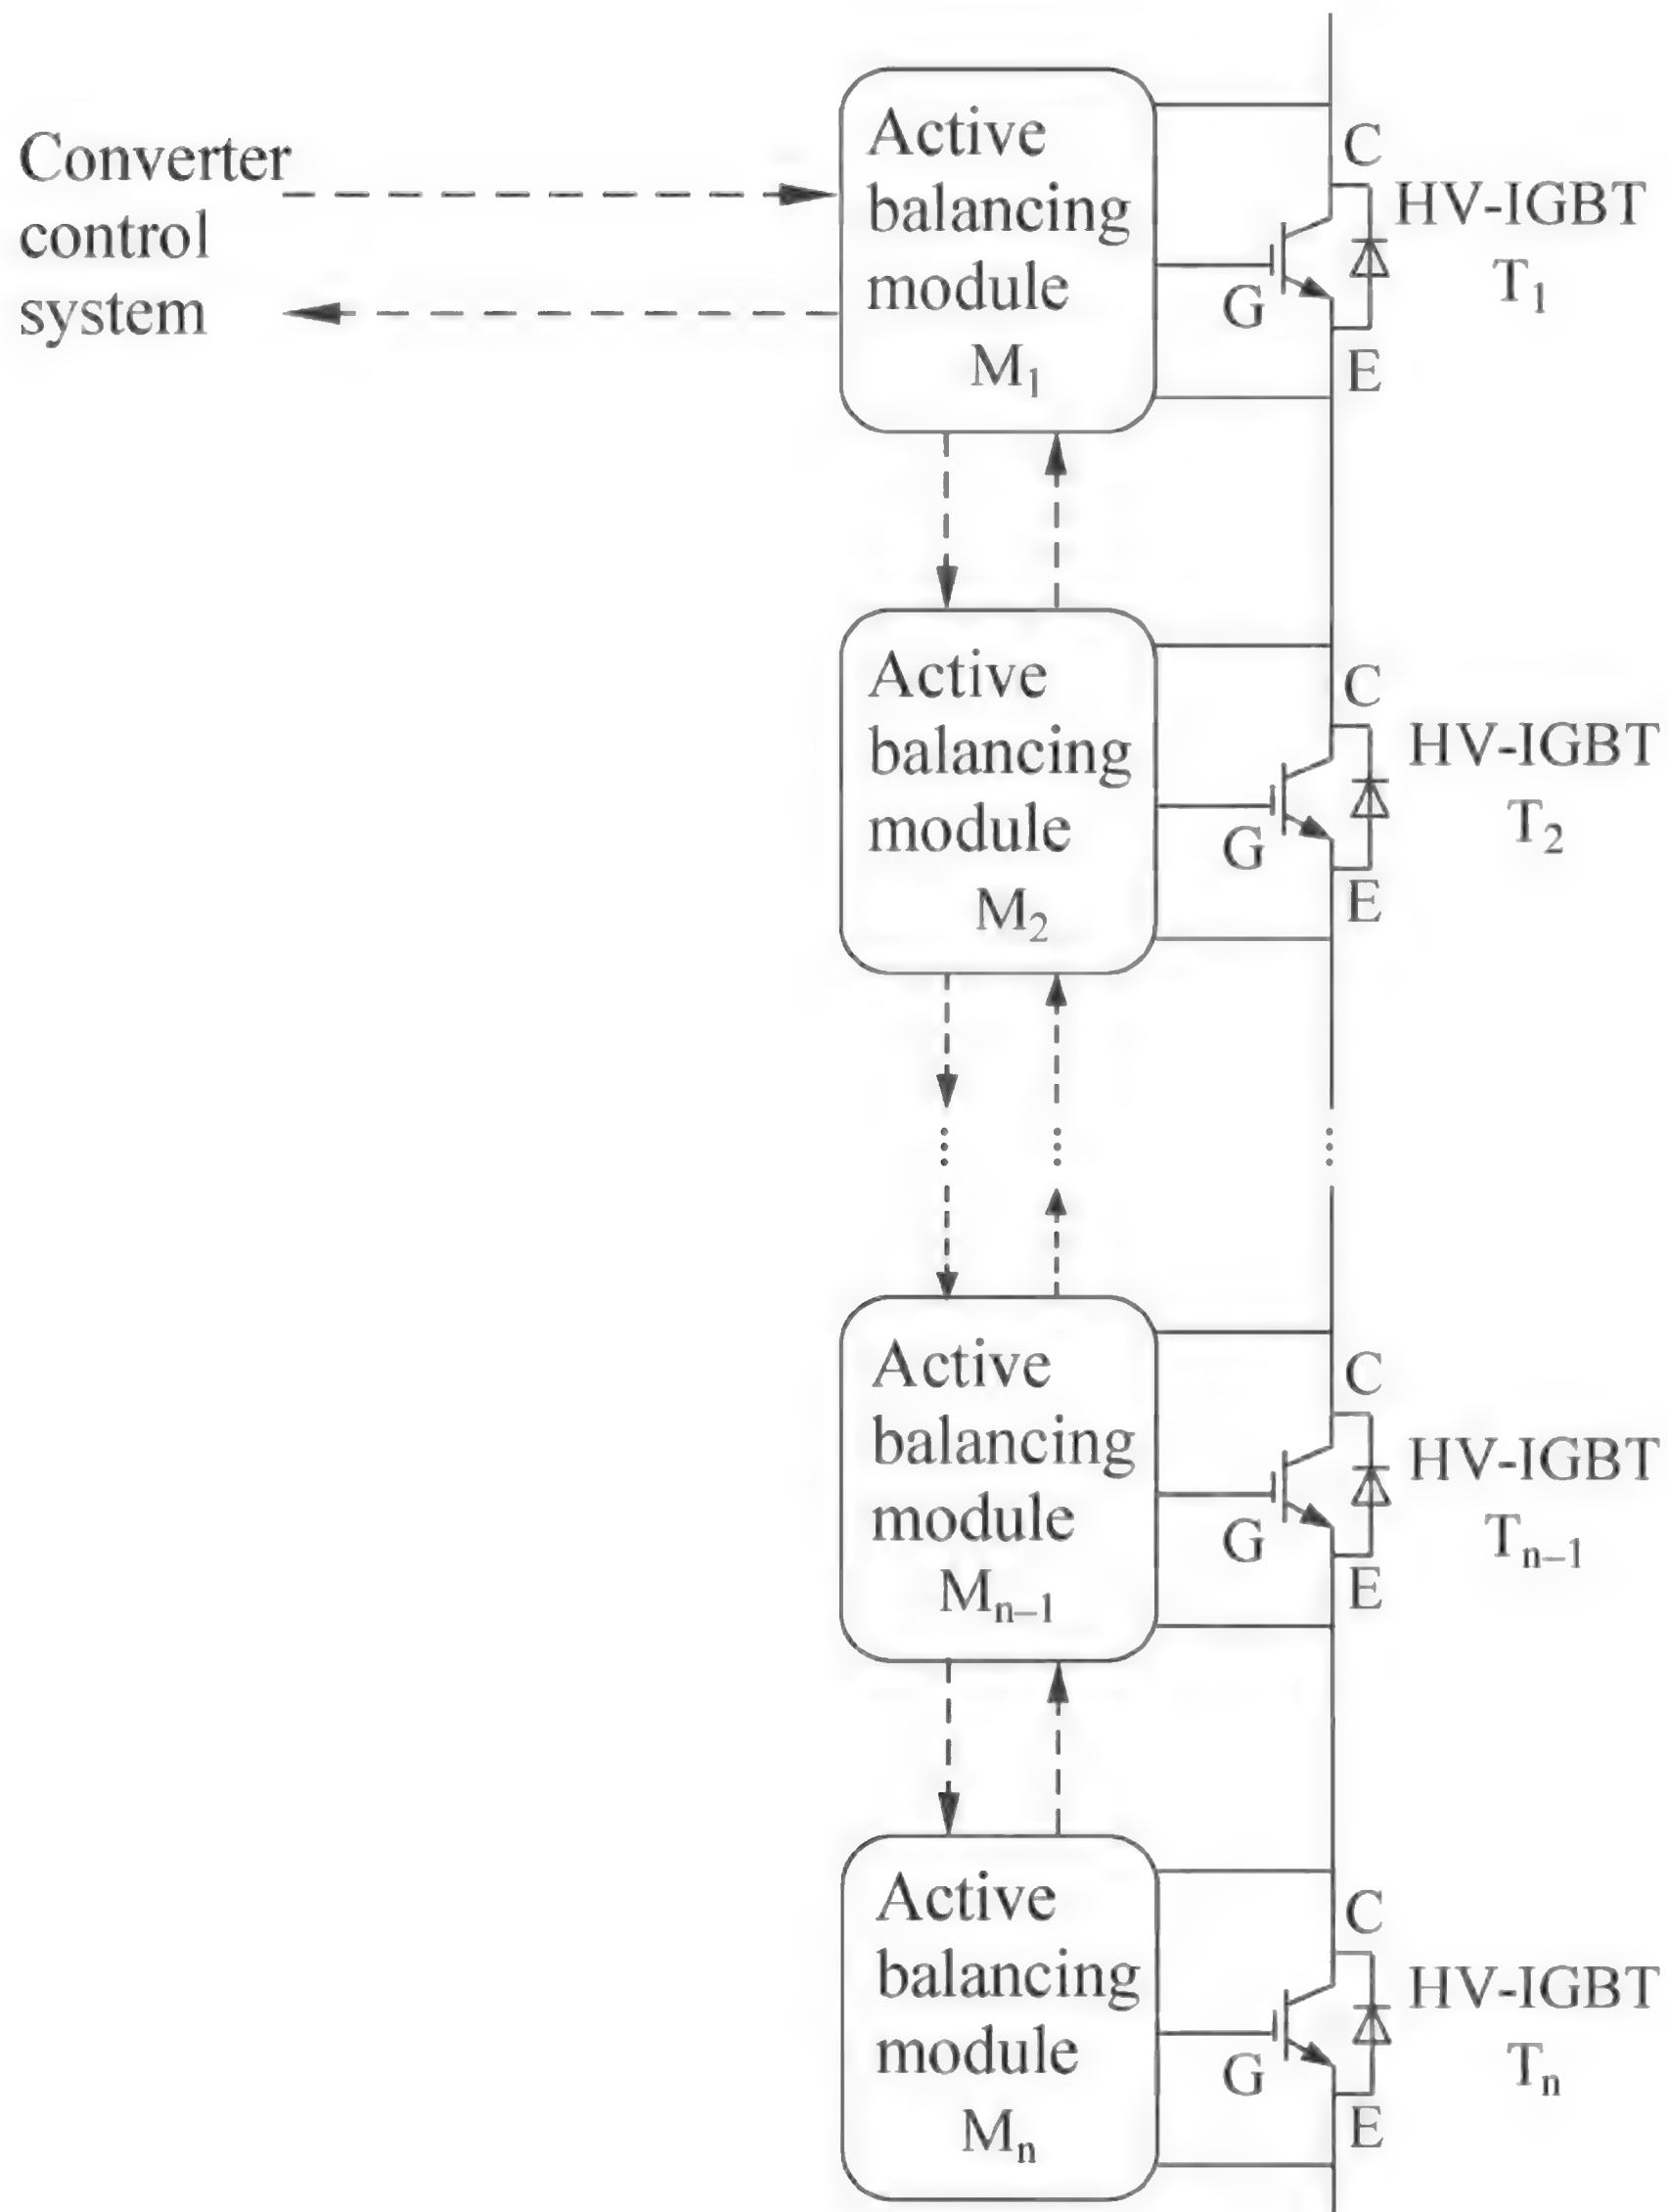 Converter
control
system
Active
balancing
module
M1
C
G
E
HV-IGBT
T1
Active
balancing
module
M2
C
G
E
HV-IGBT
T2
Active
balancing
module
Mn–1
C
G
E
HV-IGBT
Tn–1
Active
balancing
module
Mn
C
G
E
HV-IGBT
Tn